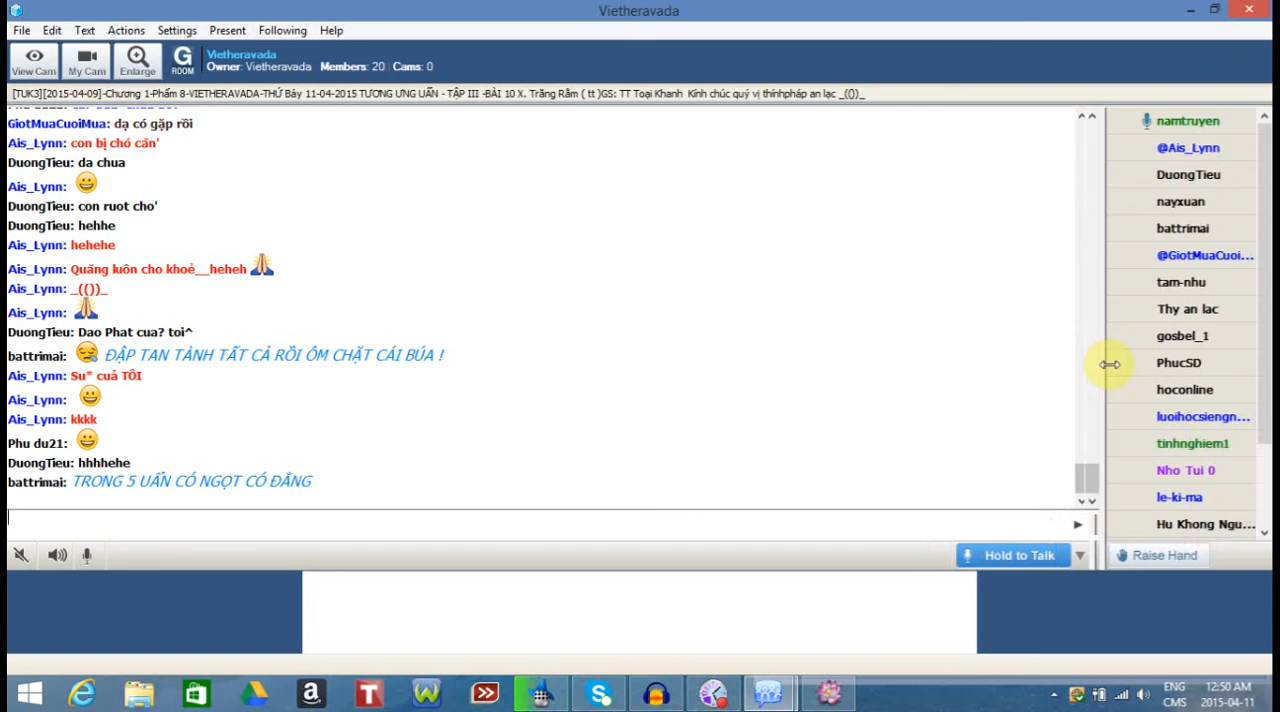 Vietheravada
File Edit Text Actions Settings Present Following Help
View Cam My Cam Enlarge G ROOM
Vietheravada
Owner: Vietheravada Members: 20 Cams: 0
[TUK3][2015-04-09]-Chương 1-Phẩm 8-VIETHERAVADA-THỨ Bảy 11-04-2015 TƯƠNG ƯNG UẨN - TẬP III -BÀI 10 X. Trăng Rằm ( tt )GS: TT Toại Khanh Kính chúc quý vị thínhpháp an lạc _(())_
GiotMuaCuoiMua: dạ có gặp rồi
Ais_Lynn: con bị chó cắn'
DuongTieu: da chua
Ais_Lynn:
DuongTieu: con ruot cho'
DuongTieu: hehhe
Ais_Lynn: hehehe
Ais_Lynn: Quăng luôn cho khoẻ__heheh
Ais_Lynn: _(())_
Ais_Lynn:
DuongTieu: Dao Phat cua? toi^
battrimai: ĐẬP TAN TÀNH TẤT CẢ RỒI ÔM CHẶT CÁI BÚA !
Ais_Lynn: Su* cuả TÔI
Ais_Lynn:
Ais_Lynn: kkkk
Phu du21:
DuongTieu: hhhhehe
battrimai: TRONG 5 UẨN CÓ NGỌT CÓ ĐẮNG
namtruyen
@Ais_Lynn
DuongTieu
nayxuan
battrimai
@GiotMuaCuoi...
tam-nhu
Thy an lac
gosbel_1
PhucSD
hoconline
luoihocsiengn...
tinhnghiem1
Nho Tui 0
le-ki-ma
Hu Khong Ngu...
Hold to Talk
Raise Hand
ENG 12:50 AM
CMS 2015-04-11